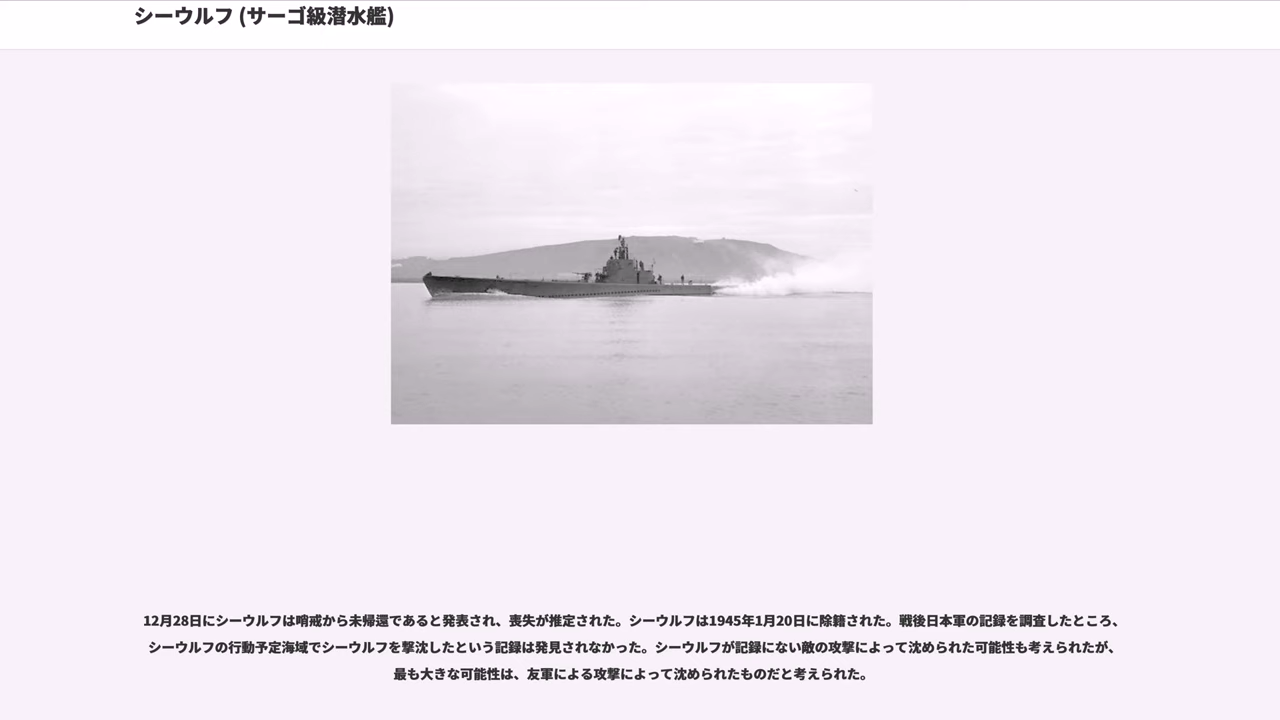 シーウルフ (サーゴ級潜水艦)
12月28日にシーウルフは哨戒から未帰還であると発表され、喪失が推定された。シーウルフは1945年1月20日に除籍された。戦後日本軍の記録を調査したところ、
シーウルフの行動予定海域でシーウルフを撃沈したという記録は発見されなかった。シーウルフが記録にない敵の攻撃によって沈められた可能性も考えられたが、
最も大きな可能性は、友軍による攻撃によって沈められたものだと考えられた。